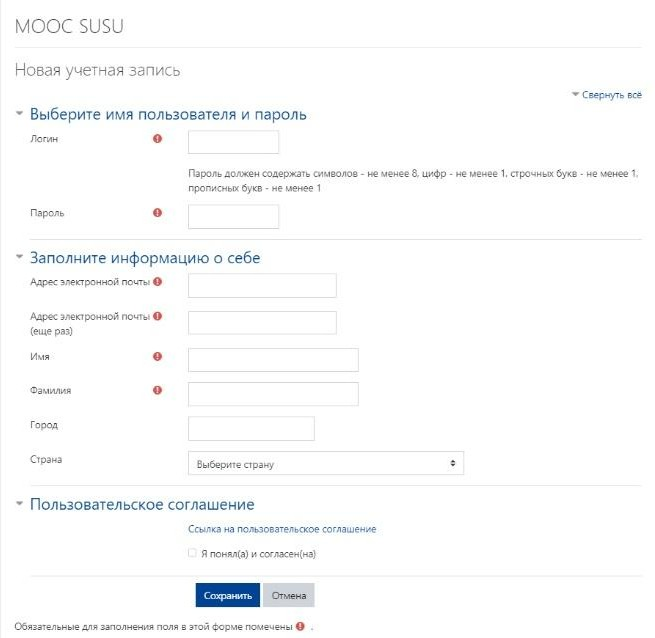 MOOC SUSU
Новая учетная запись
Свернуть всё
Выберите имя пользователя и пароль
Логин
Пароль должен содержать символов - не менее 8, цифр - не менее 1, строчных букв - не менее 1,
прописных букв - не менее 1
Пароль
Заполните информацию о себе
Адрес электронной почты
Адрес электронной почты
(еще раз)
Имя
Фамилия
Город
Страна
Выберите страну
Пользовательское соглашение
Ссылка на пользовательское соглашение
Я понял(а) и согласен(на)
Сохранить
Отмена
Обязательные для заполнения поля в этой форме помечены .